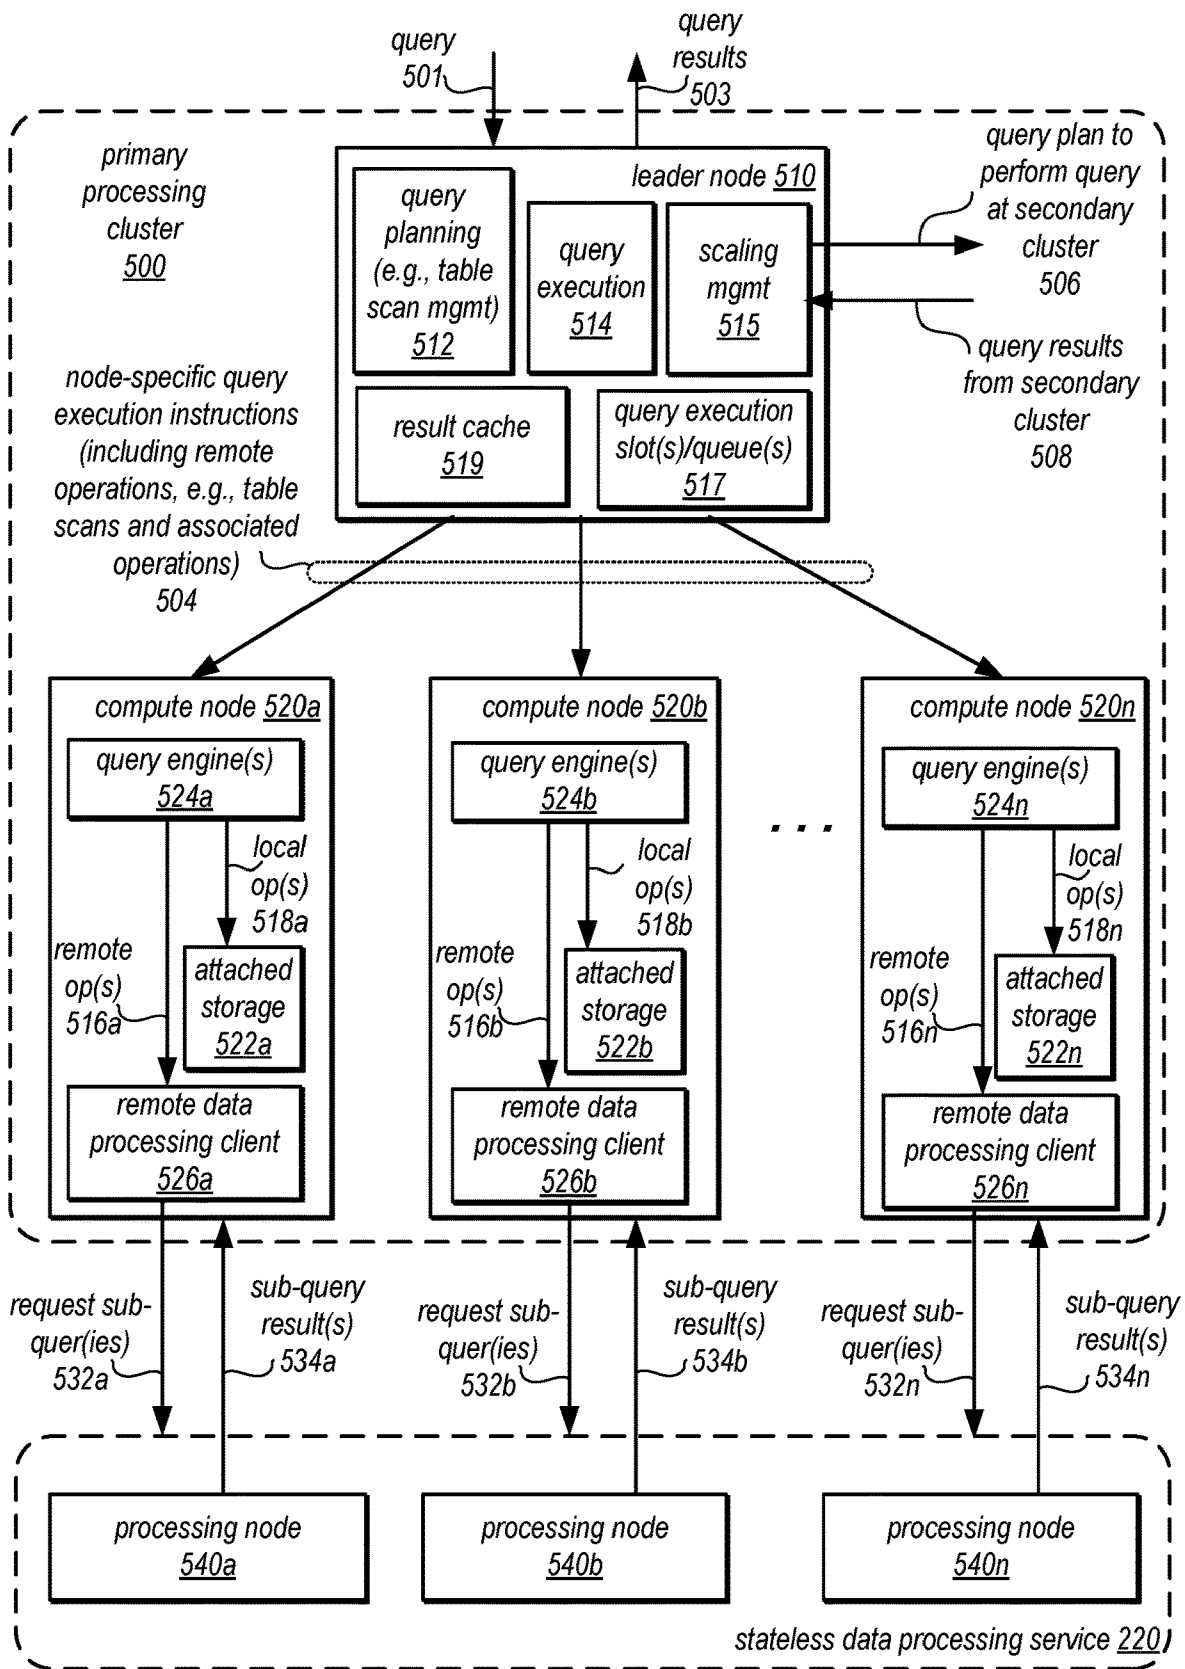 query
501
query
results
503
primary
processing
cluster
500
leader node 510
query
planning
(e.g., table
scan mgmt)
512
query
execution
514
scaling
mgmt
515
result cache
519
query execution
slot(s)/queue(s)
517
query plan to
perform query
at secondary
cluster
506
query results
from secondary
cluster
508
node-specific query
execution instructions
(including remote
operations, e.g., table
scans and associated
operations)
504
compute node 520a
query engine(s)
524a
local
op(s)
518a
remote
op(s)
516a
attached
storage
522a
remote data
processing client
526a
compute node 520b
query engine(s)
524b
local
op(s)
518b
remote
op(s)
516b
attached
storage
522b
remote data
processing client
526b
. . .
compute node 520n
query engine(s)
524n
local
op(s)
518n
remote
op(s)
516n
attached
storage
522n
remote data
processing client
526n
request sub-
quer(ies)
532a
sub-query
result(s)
534a
request sub-
quer(ies)
532b
sub-query
result(s)
534b
request sub-
quer(ies)
532n
sub-query
result(s)
534n
processing node
540a
processing node
540b
processing node
540n
stateless data processing service 220